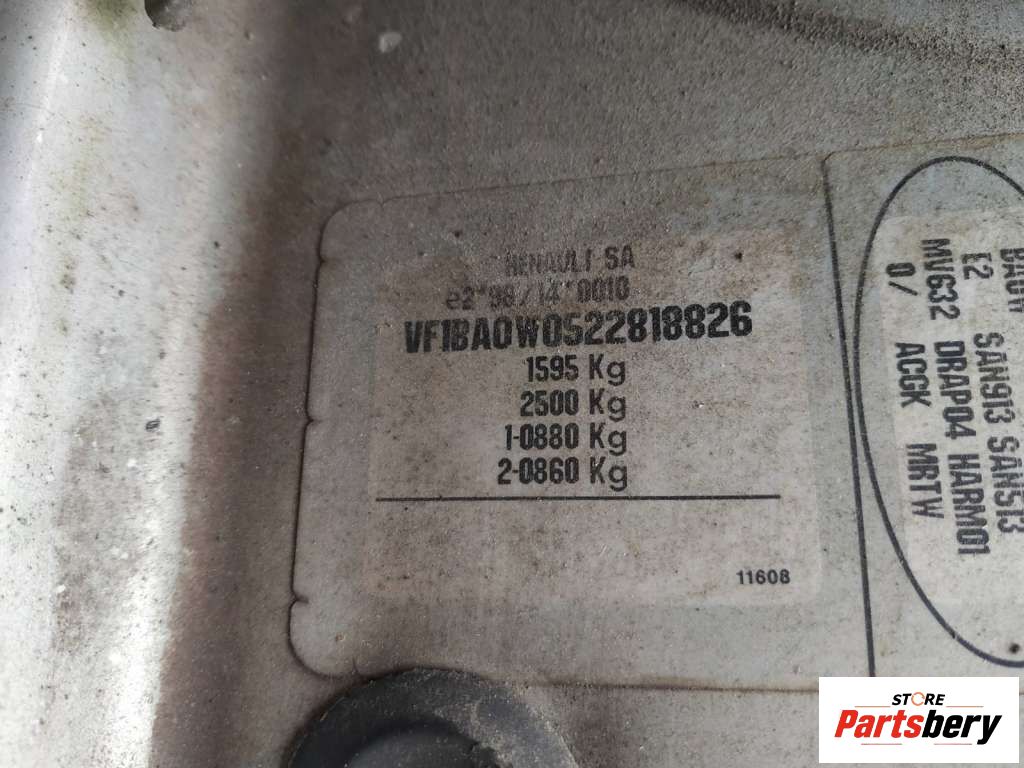 RENAULT SA
e2*98/14*0010
VF1BA0W0522818826
1595 Kg
2500 Kg
1-0880 Kg
2-0860 Kg
11608
E2 SAN913 SAN513
MV632 DRAP04 HARM01
0/ ACGK MRTW
STORE
Partsbery